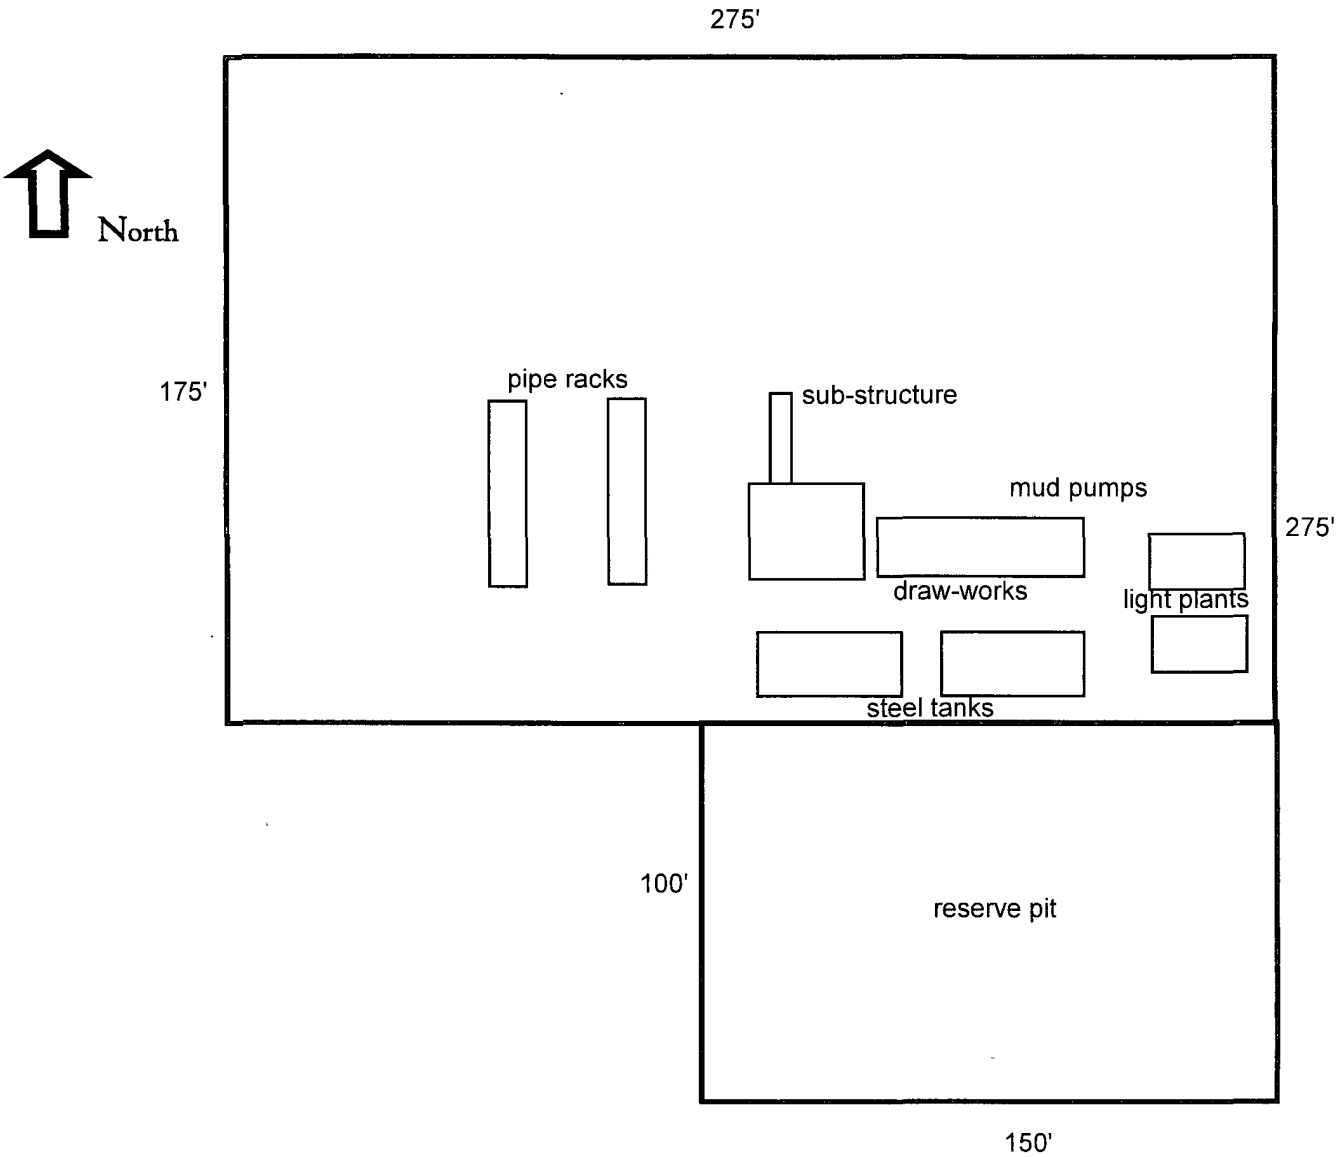 275'
North
175'
pipe racks
sub-structure
mud pumps
275'
draw-works
light plants
steel tanks
100'
reserve pit
150'